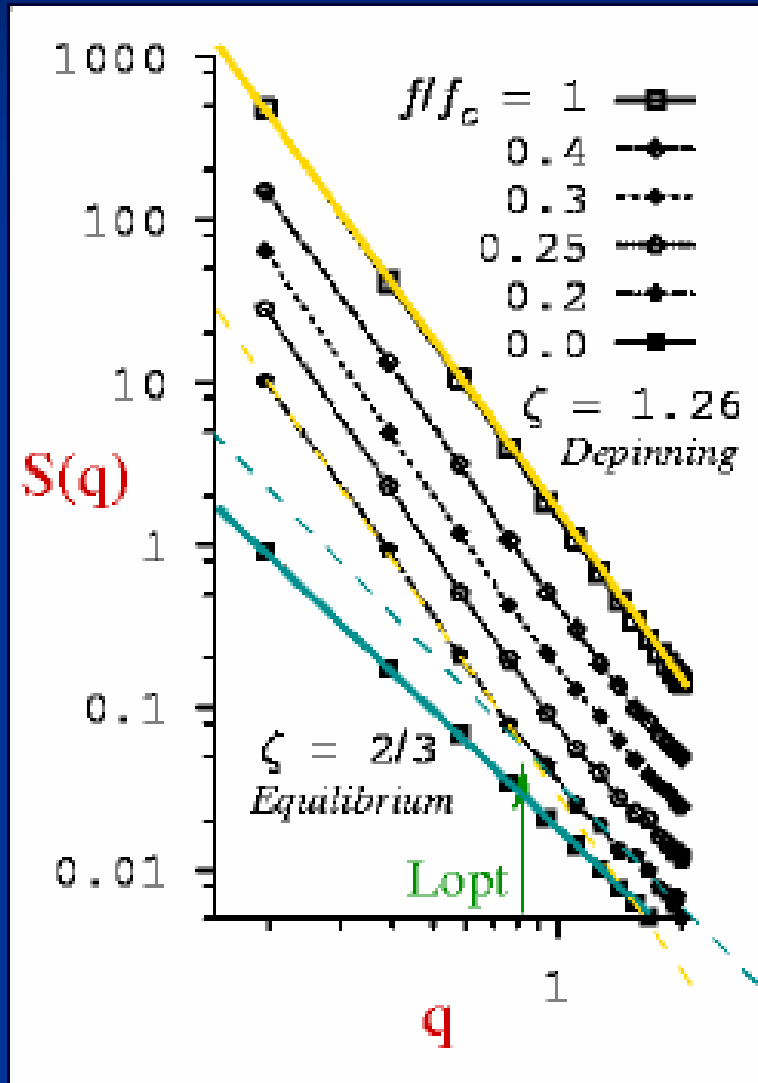 1000
100
10
1
0.1
0.01
S(q)
f/f_c = 1
0.4
0.3
0.25
0.2
0.0
ζ = 1.26
Depinning
ζ = 2/3
Equilibrium
Lopt
1
q